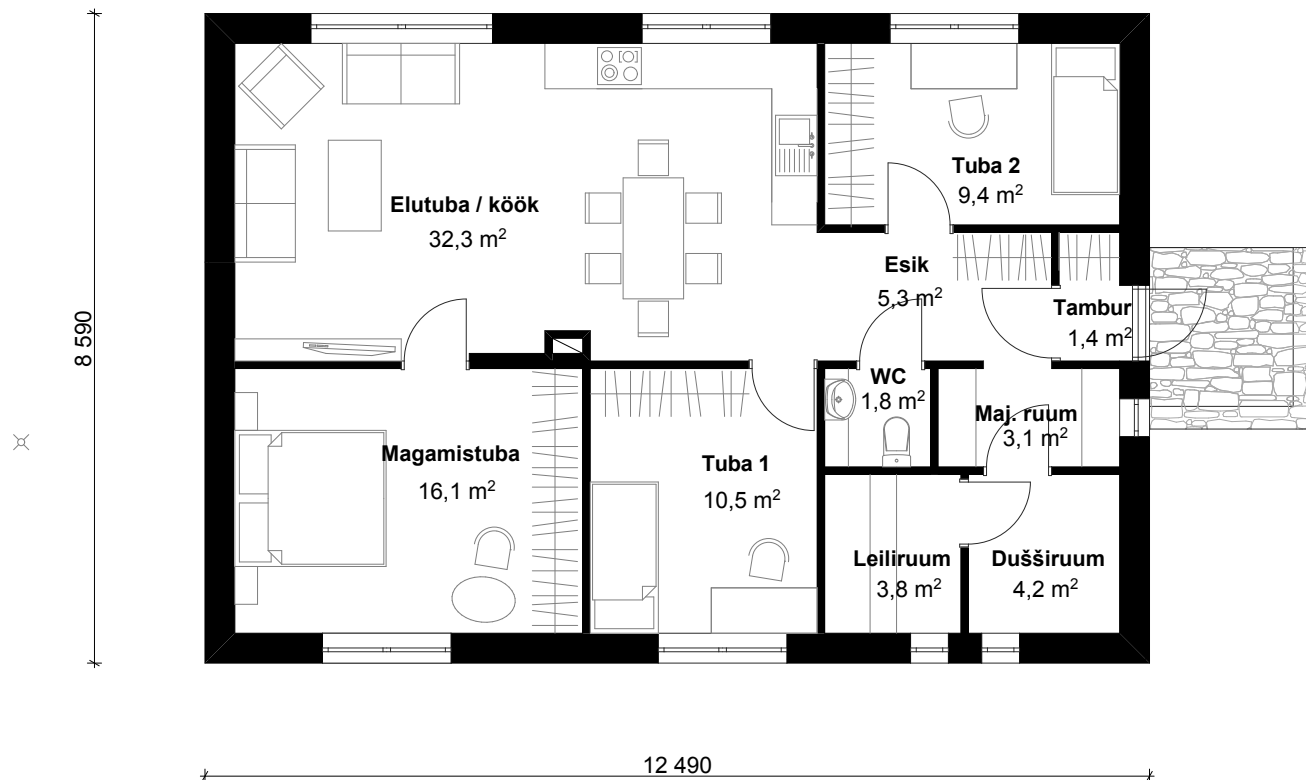 Tuba 2
9,4 m²
Elutuba / köök
32,3 m²
Esik
5,3 m²
Tambur
1,4 m²
8 590
WC
1,8 m²
Maj. ruum
3,1 m²
Magamistuba
16,1 m²
Tuba 1
10,5 m²
Leiliruum
3,8 m²
Dušširuum
4,2 m²
12 490